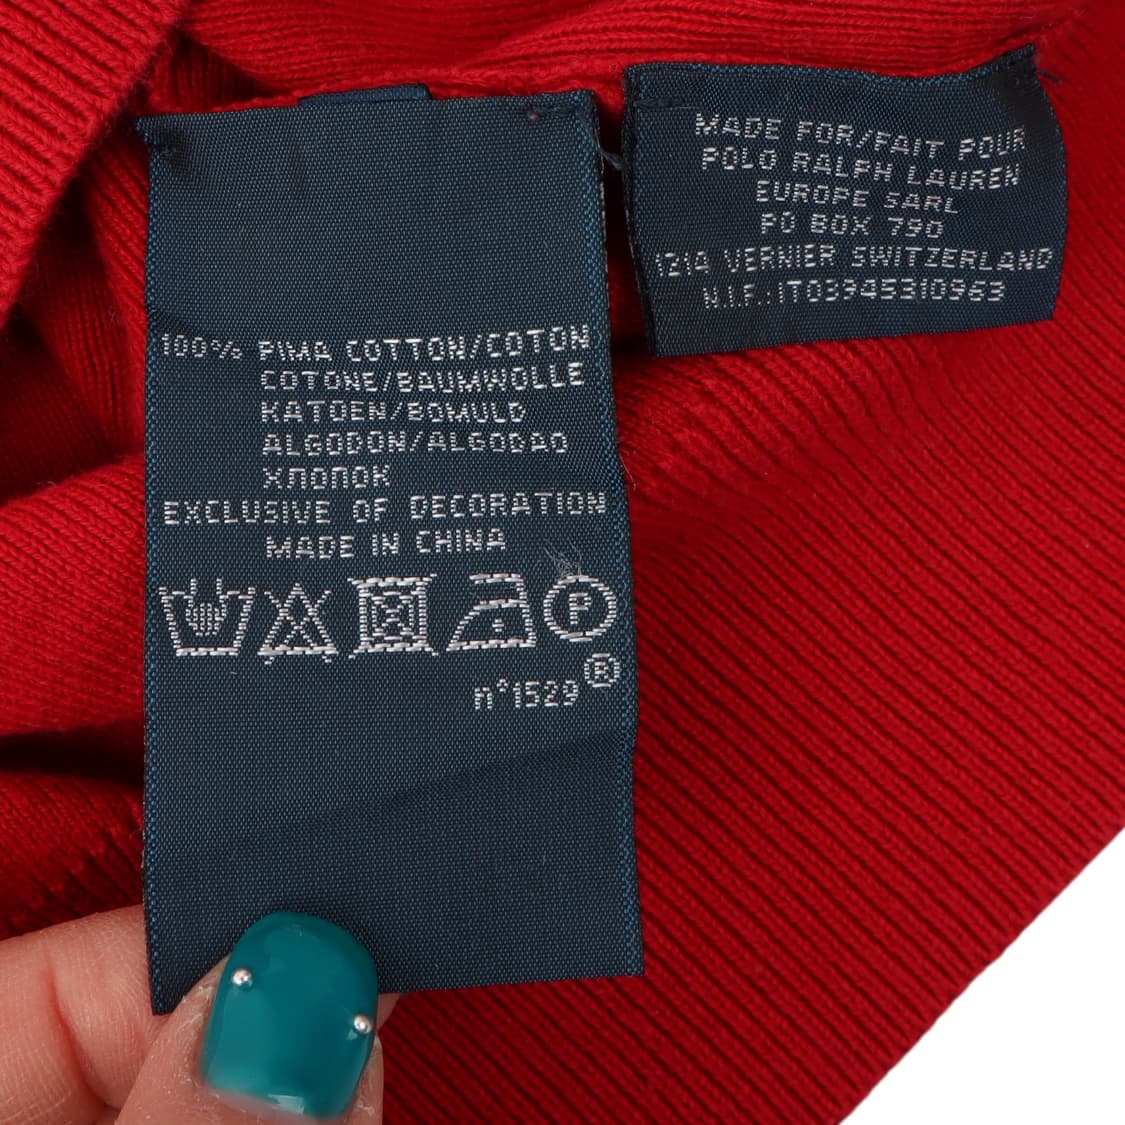 100% PIMA COTTON/COTON
COTONE/BAUMWOLLE
KATOEN/BOMULD
ALGODON/ALGODAO
ХЛОПОК
EXCLUSIVE OF DECORATION
MADE IN CHINA
P
n°1529®
MADE FOR/FAIT POUR
POLO RALPH LAUREN
EUROPE SARL
PO BOX 790
1214 VERNIER SWITZERLAND
N.I.F.:IT03945310963